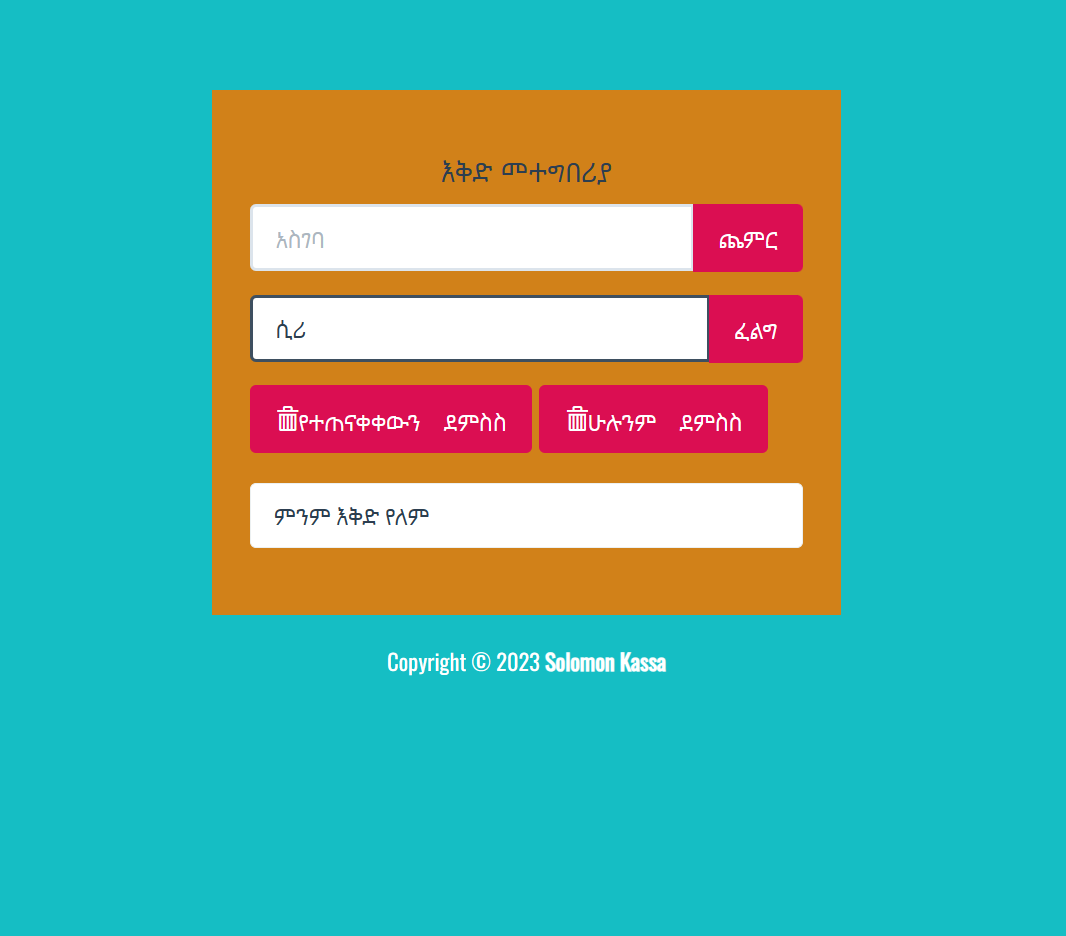 እቅድ መተግበሪያ
አስገባ ጨምር
ሲሪ ፈልግ
የተጠናቀቀውን ደምስስ ሁሉንም ደምስስ
ምንም እቅድ የለም
Copyright © 2023 Solomon Kassa